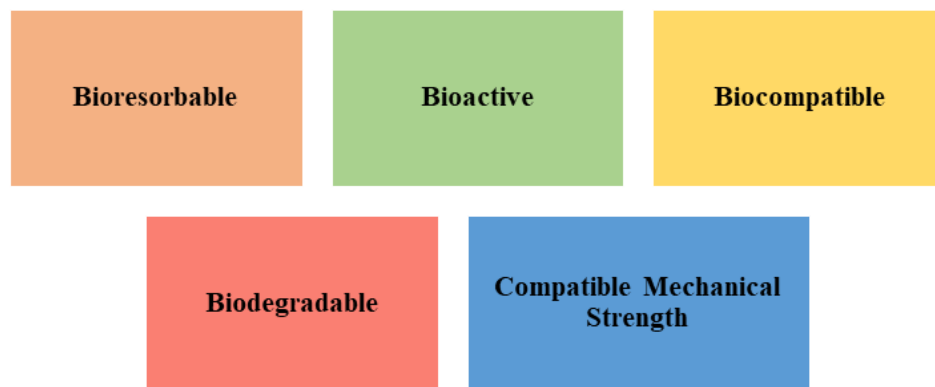 Bioresorbable
Bioactive
Biocompatible
Biodegradable
Compatible Mechanical
Strength